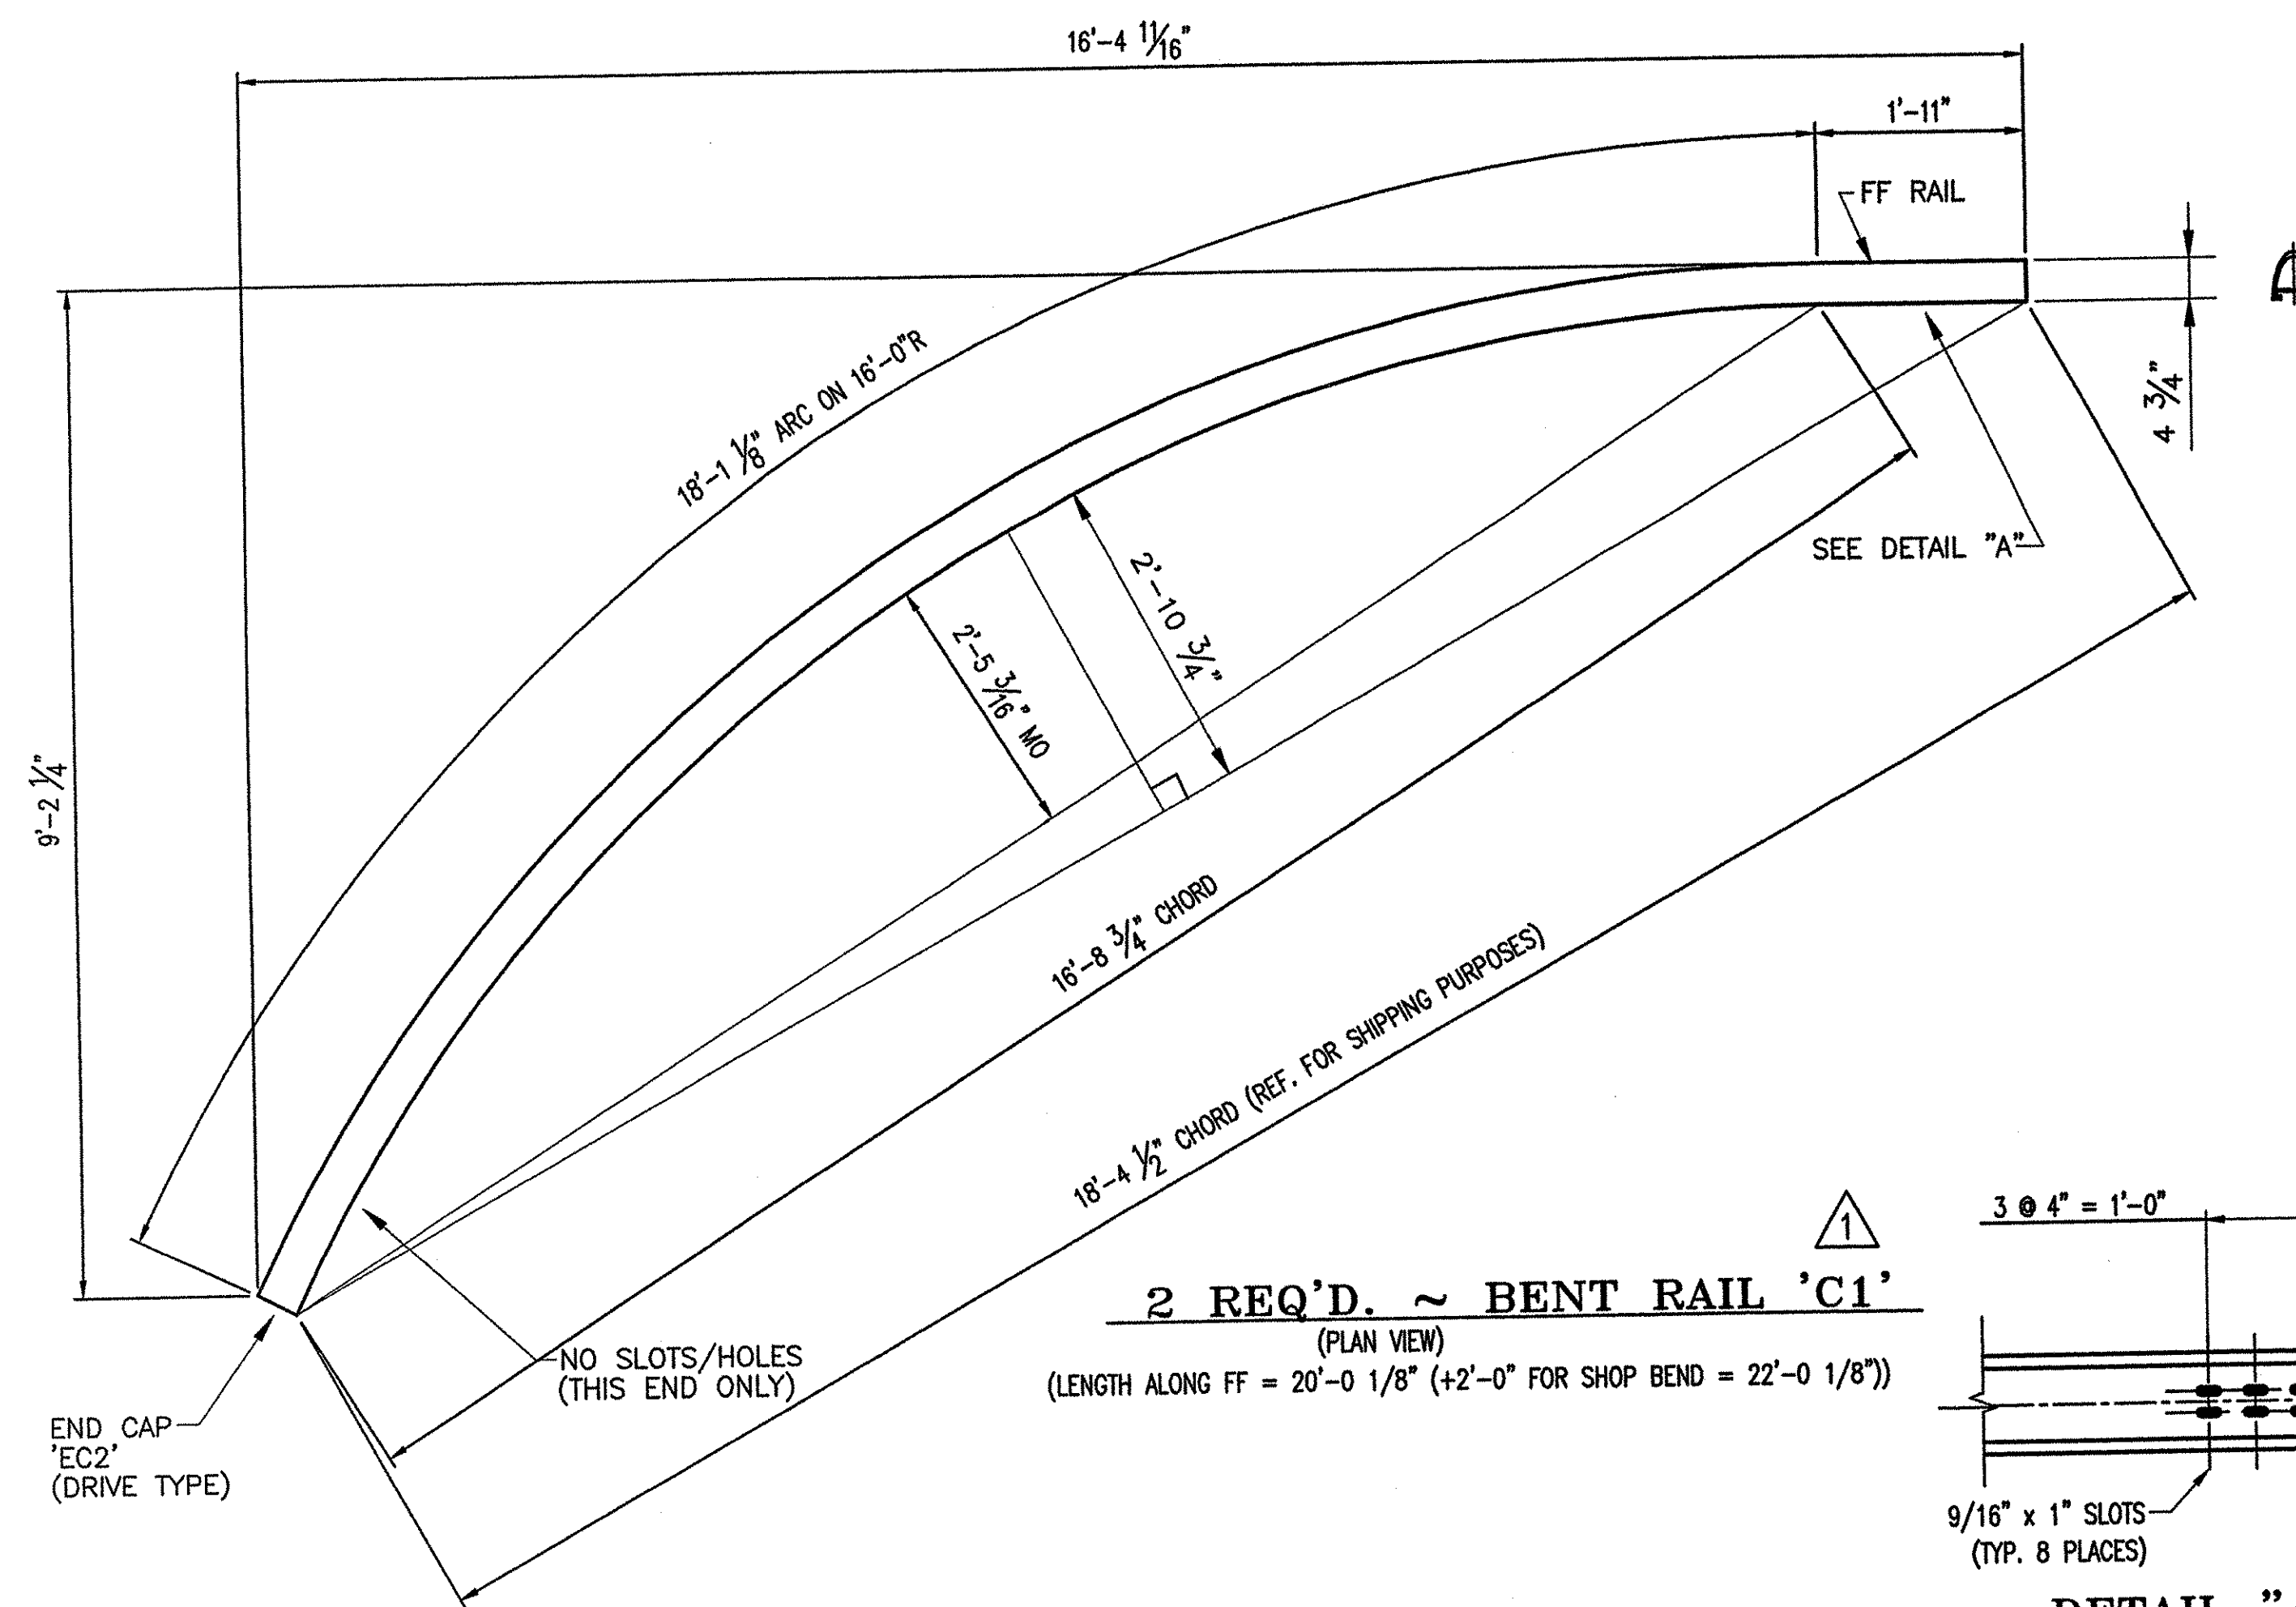 16'-4 11/16"
1'-11"
FF RAIL
4 3/4"
18'-1 1/8" ARC ON 16'-0"R
SEE DETAIL "A"
2'-10 3/4"
2'-5 3/16" MO
9'-2 1/4"
16'-8 3/4" CHORD
18'-4 1/2" CHORD (REF. FOR SHIPPING PURPOSES)
1
3 @ 4" = 1'-0"
2 REQ'D. ~ BENT RAIL 'C1'
(PLAN VIEW)
(LENGTH ALONG FF = 20'-0 1/8" (+2'-0" FOR SHOP BEND = 22'-0 1/8"))
NO SLOTS/HOLES
(THIS END ONLY)
END CAP
'EC2'
(DRIVE TYPE)
9/16" x 1" SLOTS
(TYP. 8 PLACES)
DETAIL "